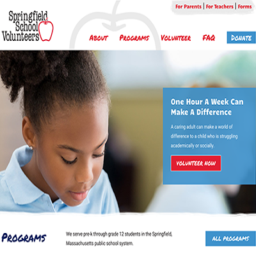 For Parents | For Teachers | Forms
Springfield
School
Volunteers
About Programs Volunteer FAQ Donate
One Hour A Week Can
Make A Difference
A caring adult can make a world of
difference to a child who is struggling
academically or socially.
VOLUNTEER NOW
Programs
We serve pre-k through grade 12 students in the Springfield,
Massachusetts public school system.
ALL PROGRAMS